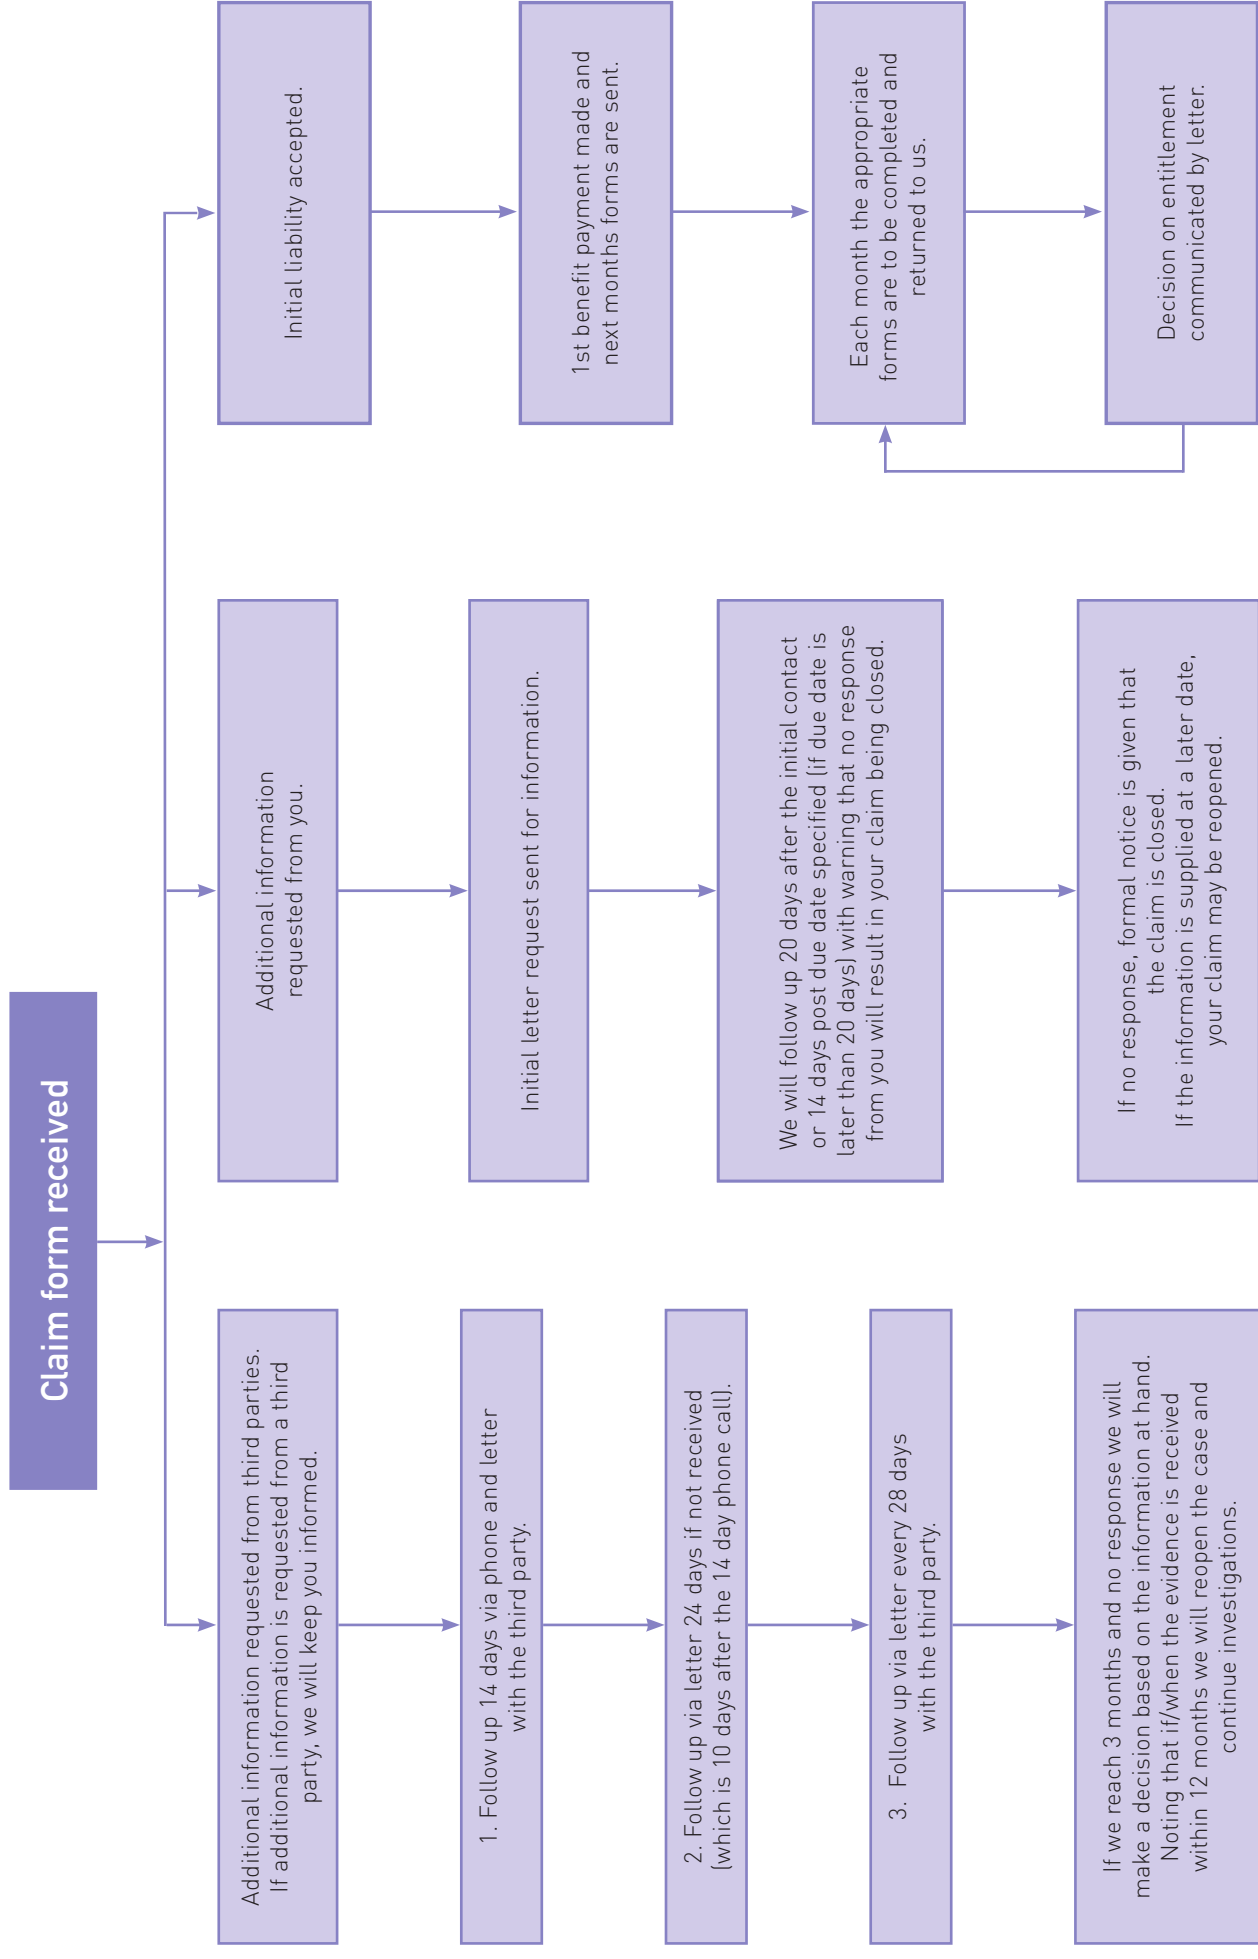 Claim form received
Additional information requested from third parties.
If additional information is requested from a third
party, we will keep you informed.
1. Follow up 14 days via phone and letter
with the third party.
2. Follow up via letter 24 days if not received
(which is 10 days after the 14 day phone call).
3. Follow up via letter every 28 days
with the third party.
If we reach 3 months and no response we will
make a decision based on the information at hand.
Noting that if/when the evidence is received
within 12 months we will reopen the case and
continue investigations.
Additional information
requested from you.
Initial letter request sent for information.
We will follow up 20 days after the initial contact
or 14 days post due date specified (if due date is
later than 20 days) with warning that no response
from you will result in your claim being closed.
If no response, formal notice is given that
the claim is closed.
If the information is supplied at a later date,
your claim may be reopened.
Initial liability accepted.
1st benefit payment made and
next months forms are sent.
Each month the appropriate
forms are to be completed and
returned to us.
Decision on entitlement
communicated by letter.